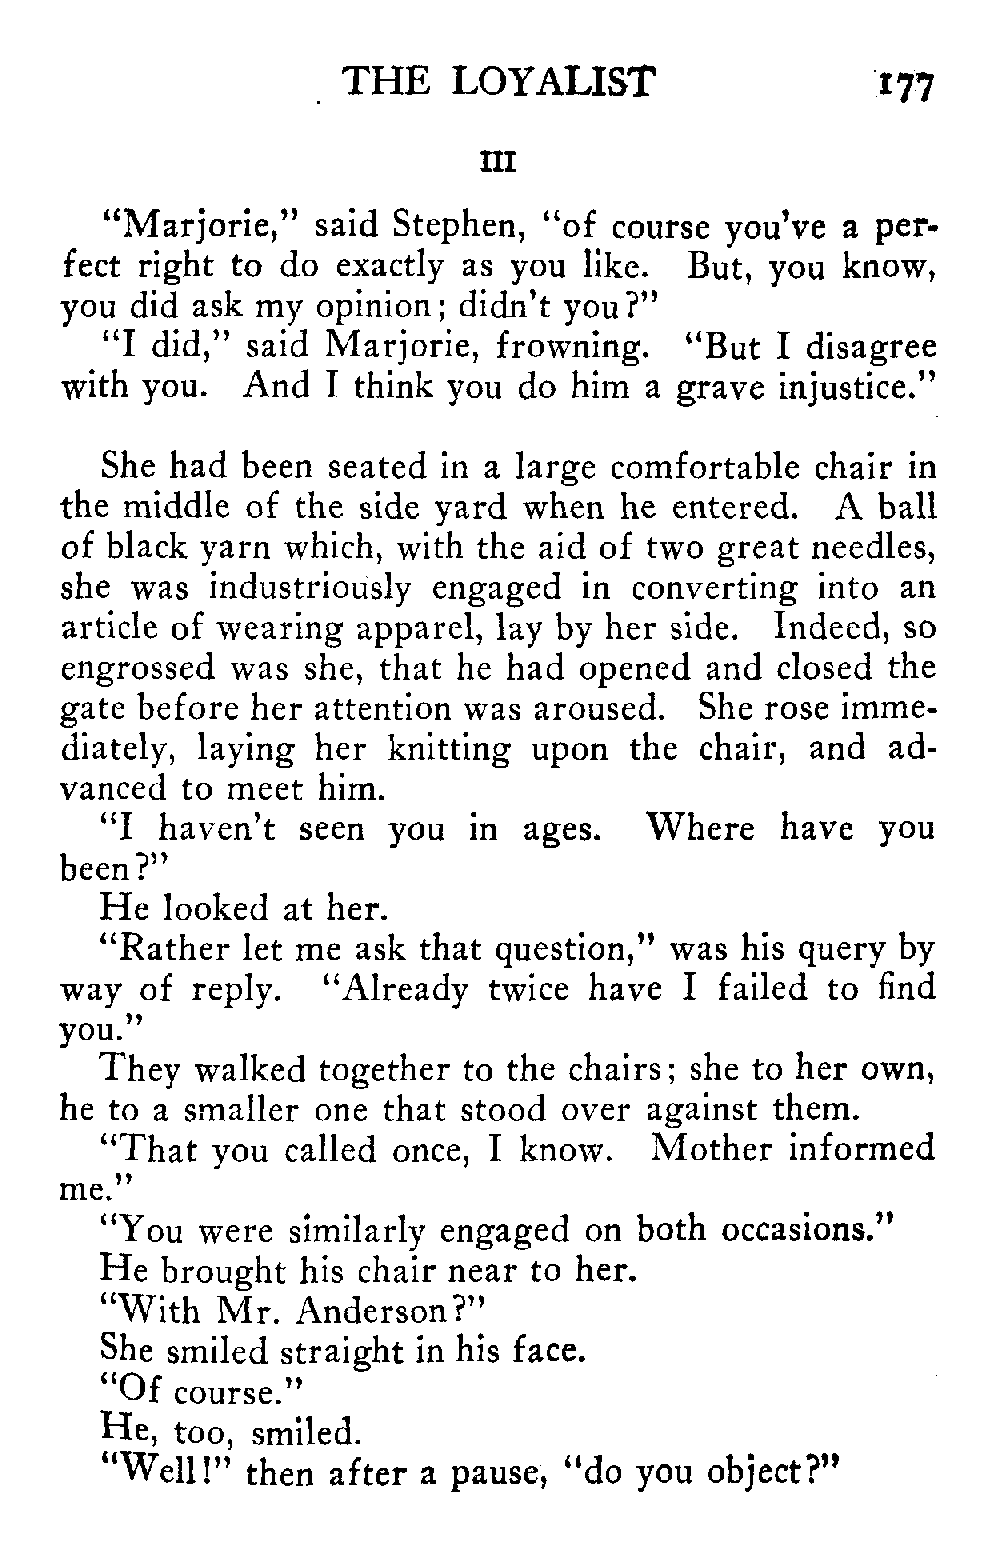 THE LOYALIST 177
III
"Marjorie," said Stephen, "of course you've a per-
fect right to do exactly as you like. But, you know,
you did ask my opinion; didn't you?"
"I did," said Marjorie, frowning. "But I disagree
with you. And I think you do him a grave injustice."
She had been seated in a large comfortable chair in
the middle of the side yard when he entered. A ball
of black yarn which, with the aid of two great needles,
she was industriously engaged in converting into an
article of wearing apparel, lay by her side. Indeed, so
engrossed was she, that he had opened and closed the
gate before her attention was aroused. She rose imme-
diately, laying her knitting upon the chair, and ad-
vanced to meet him.
"I haven't seen you in ages. Where have you
been?"
He looked at her.
"Rather let me ask that question," was his query by
way of reply. "Already twice have I failed to find
you."
They walked together to the chairs; she to her own,
he to a smaller one that stood over against them.
"That you called once, I know. Mother informed
me."
"You were similarly engaged on both occasions."
He brought his chair near to her.
"With Mr. Anderson?"
She smiled straight in his face.
"Of course."
He, too, smiled.
"Well!" then after a pause, "do you object?"